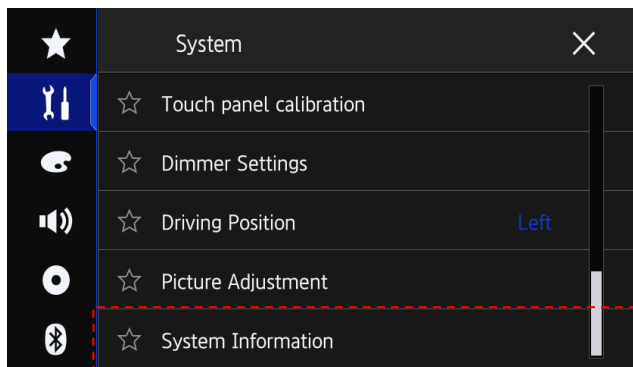 System
Touch panel calibration
Dimmer Settings
Driving Position Left
Picture Adjustment
System Information